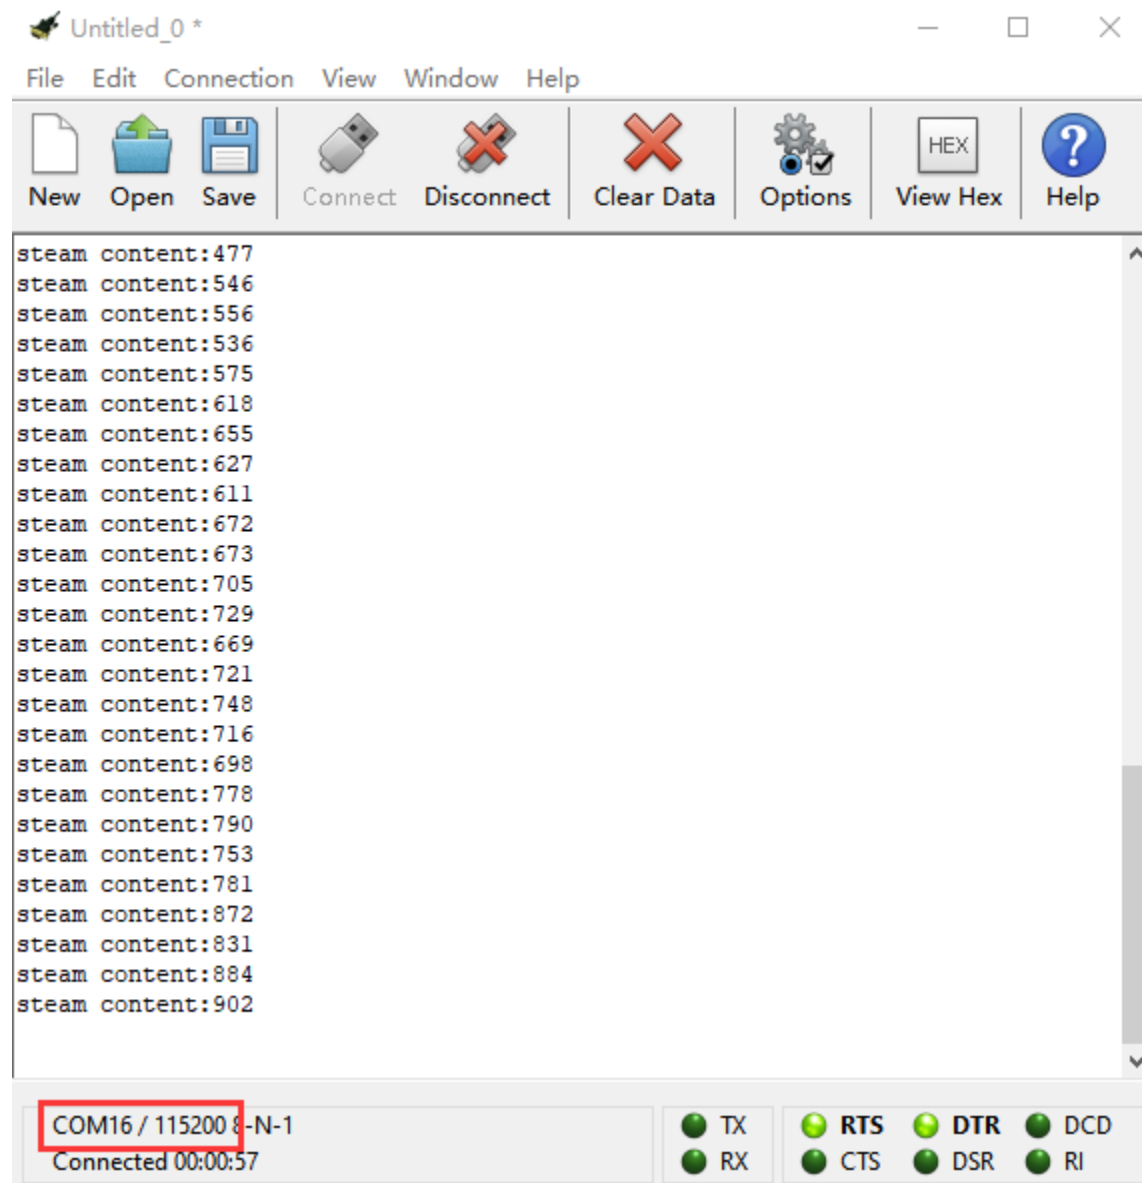 Untitled_0 *
File Edit Connection View Window Help
New Open Save Connect Disconnect Clear Data Options HEX View Hex ? Help
steam content:477
steam content:546
steam content:556
steam content:536
steam content:575
steam content:618
steam content:655
steam content:627
steam content:611
steam content:672
steam content:673
steam content:705
steam content:729
steam content:669
steam content:721
steam content:748
steam content:716
steam content:698
steam content:778
steam content:790
steam content:753
steam content:781
steam content:872
steam content:831
steam content:884
steam content:902
COM16 / 115200 8-N-1
Connected 00:00:57
TX RTS DTR DCD
RX CTS DSR RI